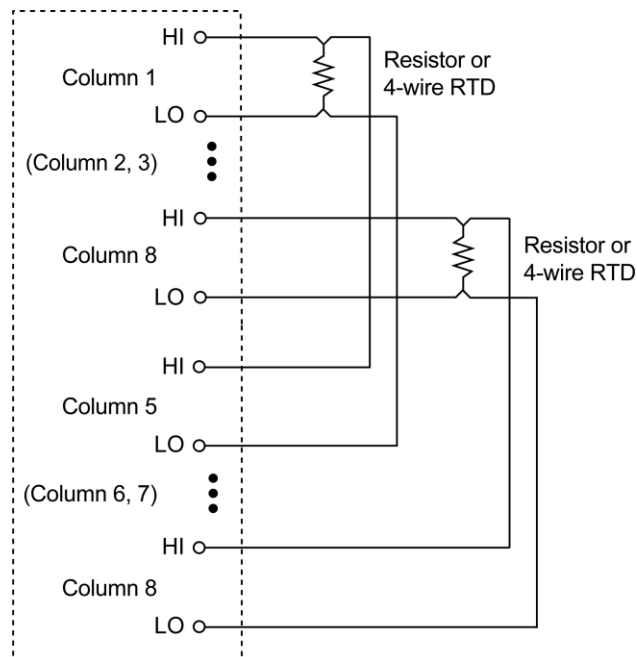 HI
Column 1
LO
Resistor or
4-wire RTD
(Column 2, 3)
HI
Column 8
LO
Resistor or
4-wire RTD
HI
Column 5
LO
(Column 6, 7)
HI
Column 8
LO